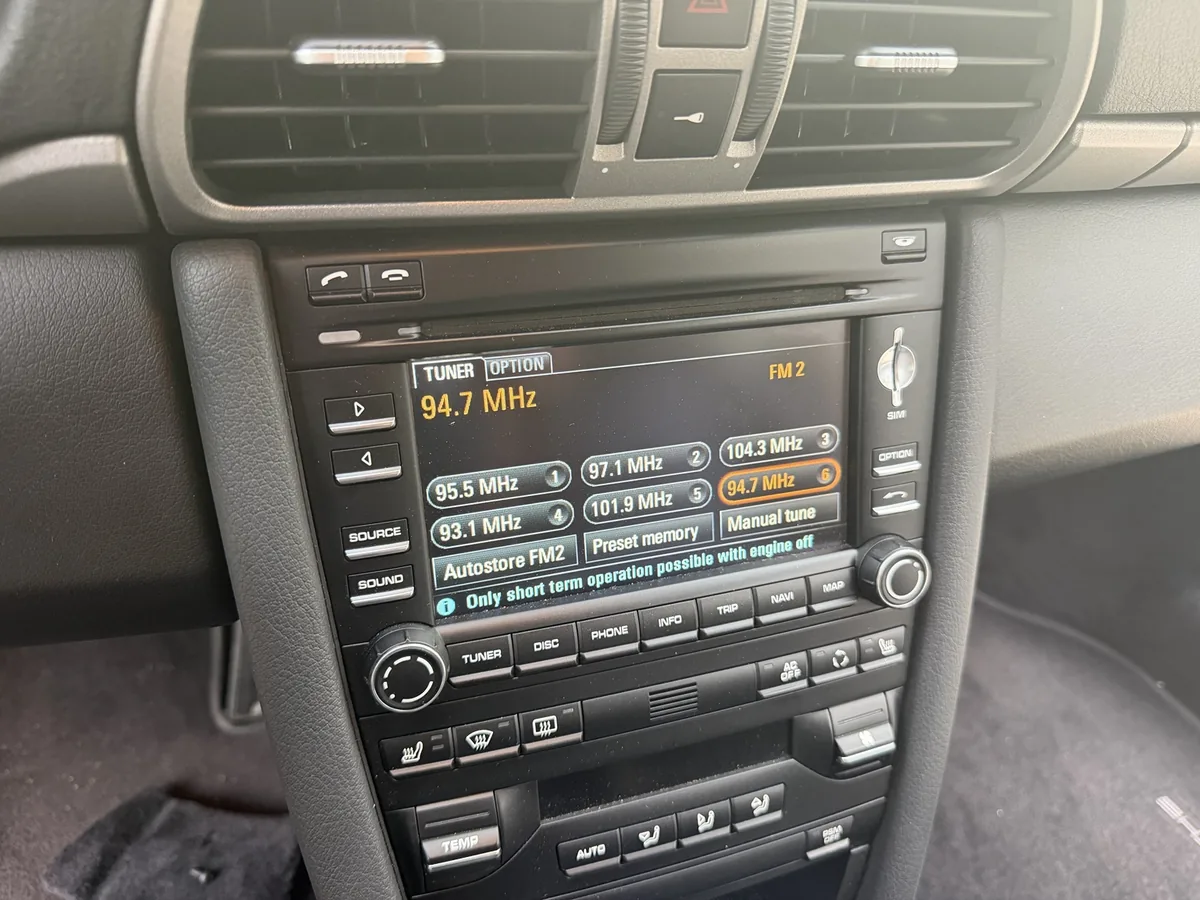 TUNER OPTION
94.7 MHz FM 2
SIM
95.5 MHz 1 97.1 MHz 2 104.3 MHz 3
93.1 MHz 4 101.9 MHz 5 94.7 MHz 6
Autostore FM2 Preset memory Manual tune
i Only short term operation possible with engine off
OPTION
SOURCE
SOUND
TUNER DISC PHONE INFO TRIP NAVI MAP
AC OFF
TEMP
AUTO
PSM OFF